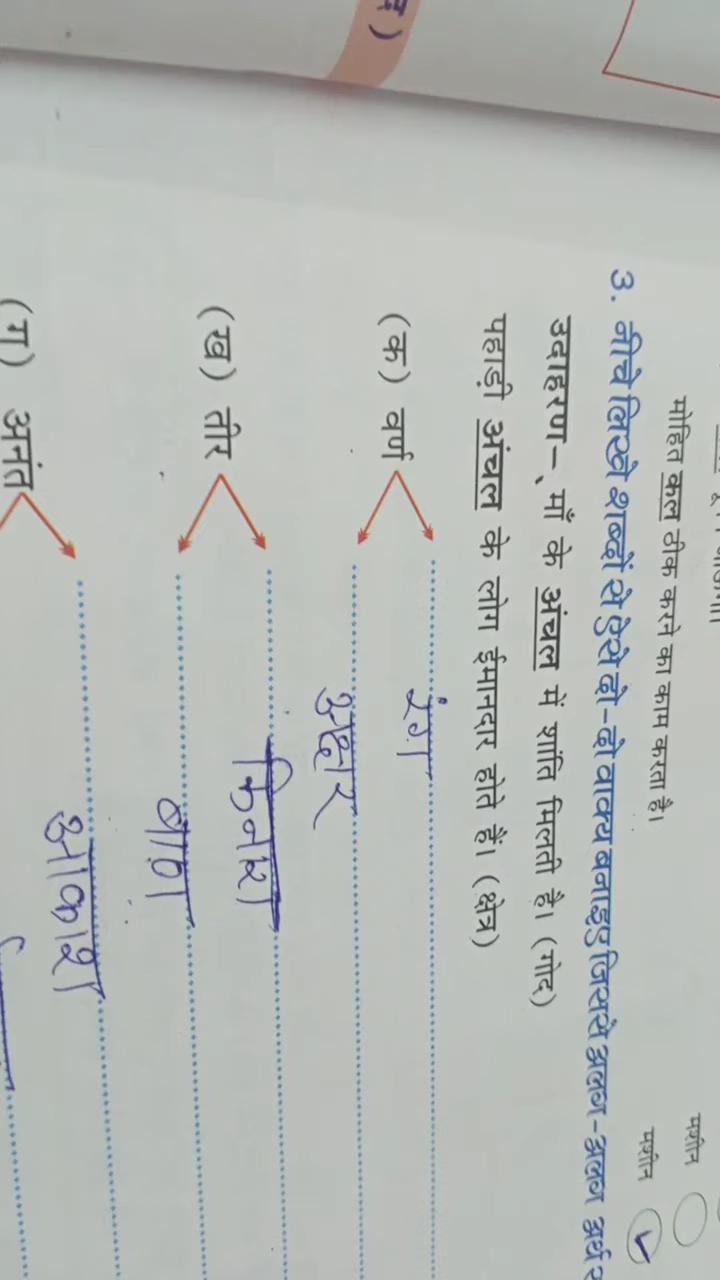 मोहित कल ठीक करने का काम करता है।
मशीन
मशीन
3. नीचे लिखे शब्दों से ऐसे दो-दो वाक्य बनाइए जिससे अलग-अलग अर्थ
उदाहरण– माँ के अंचल में शांति मिलती है। (गोद)
पहाड़ी अंचल के लोग ईमानदार होते हैं। (क्षेत्र)
(क) वर्ण
रंग
अक्षर
(ख) तीर
किनारा
बाण
(ग) अनंत
आकाश